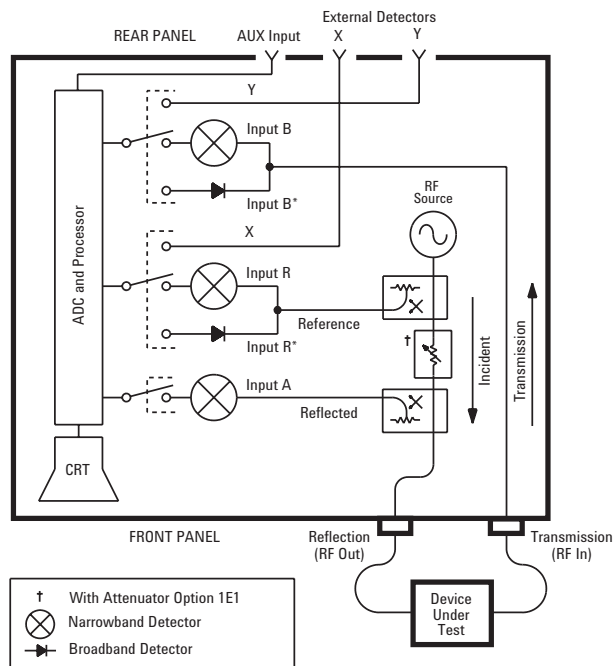 External Detectors
REAR PANEL
AUX Input
X
Y
Y
Input B
Input B*
RF
Source
X
Input R
Reference
Input R*
†
Input A
Reflected
ADC and Processor
Incident
Transmission
CRT
FRONT PANEL
Reflection
(RF Out)
Transmission
(RF In)
Device
Under
Test
† With Attenuator Option 1E1
Narrowband Detector
Broadband Detector